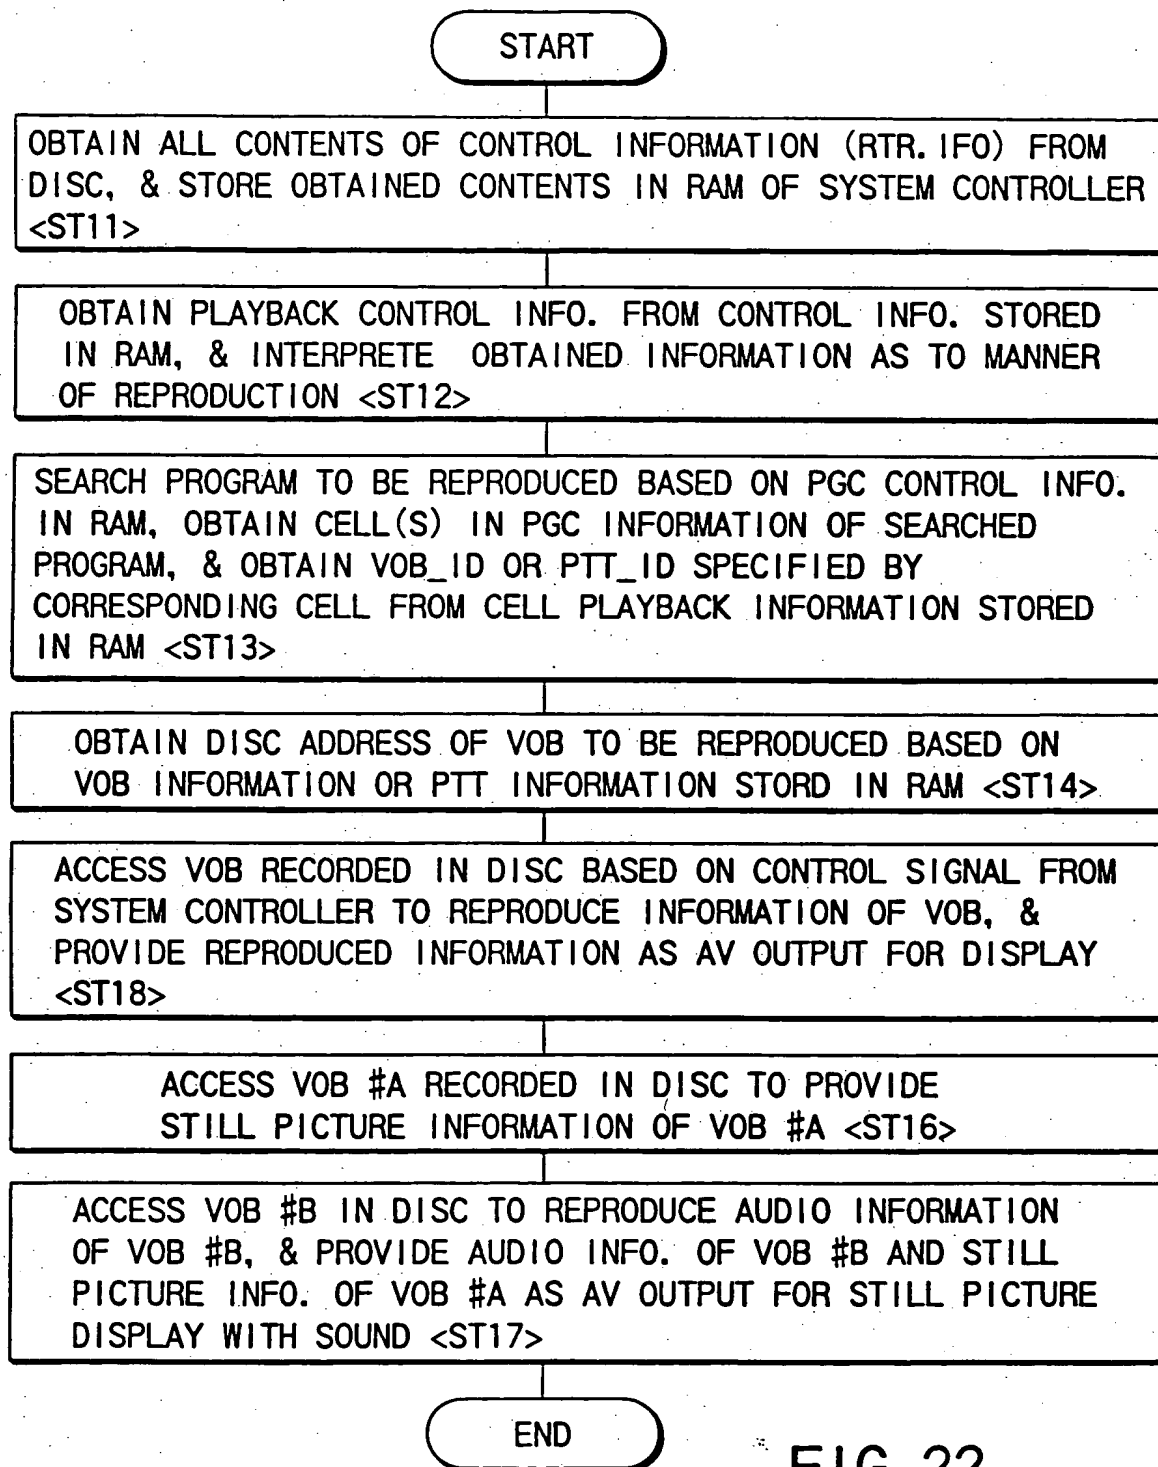 START
OBTAIN ALL CONTENTS OF CONTROL INFORMATION (RTR.IFO) FROM
DISC, & STORE OBTAINED CONTENTS IN RAM OF SYSTEM CONTROLLER
<ST11>
OBTAIN PLAYBACK CONTROL INFO. FROM CONTROL INFO. STORED
IN RAM, & INTERPRETE OBTAINED INFORMATION AS TO MANNER
OF REPRODUCTION <ST12>
SEARCH PROGRAM TO BE REPRODUCED BASED ON PGC CONTROL INFO.
IN RAM, OBTAIN CELL(S) IN PGC INFORMATION OF SEARCHED
PROGRAM, & OBTAIN VOB_ID OR PTT_ID SPECIFIED BY
CORRESPONDING CELL FROM CELL PLAYBACK INFORMATION STORED
IN RAM <ST13>
OBTAIN DISC ADDRESS OF VOB TO BE REPRODUCED BASED ON
VOB INFORMATION OR PTT INFORMATION STORD IN RAM <ST14>
ACCESS VOB RECORDED IN DISC BASED ON CONTROL SIGNAL FROM
SYSTEM CONTROLLER TO REPRODUCE INFORMATION OF VOB, &
PROVIDE REPRODUCED INFORMATION AS AV OUTPUT FOR DISPLAY
<ST18>
ACCESS VOB #A RECORDED IN DISC TO PROVIDE
STILL PICTURE INFORMATION OF VOB #A <ST16>
ACCESS VOB #B IN DISC TO REPRODUCE AUDIO INFORMATION
OF VOB #B, & PROVIDE AUDIO INFO. OF VOB #B AND STILL
PICTURE INFO. OF VOB #A AS AV OUTPUT FOR STILL PICTURE
DISPLAY WITH SOUND <ST17>
END
FIG. 22